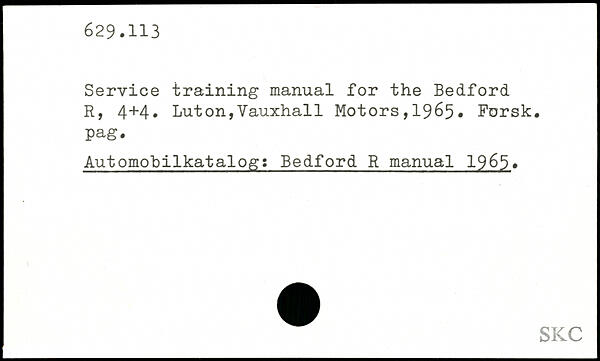 629.113
Service training manual for the Bedford
R, 4+4. Luton,Vauxhall Motors,1965. Forsk.
pag.
Automobilkatalog: Bedford R manual 1965.
SKC